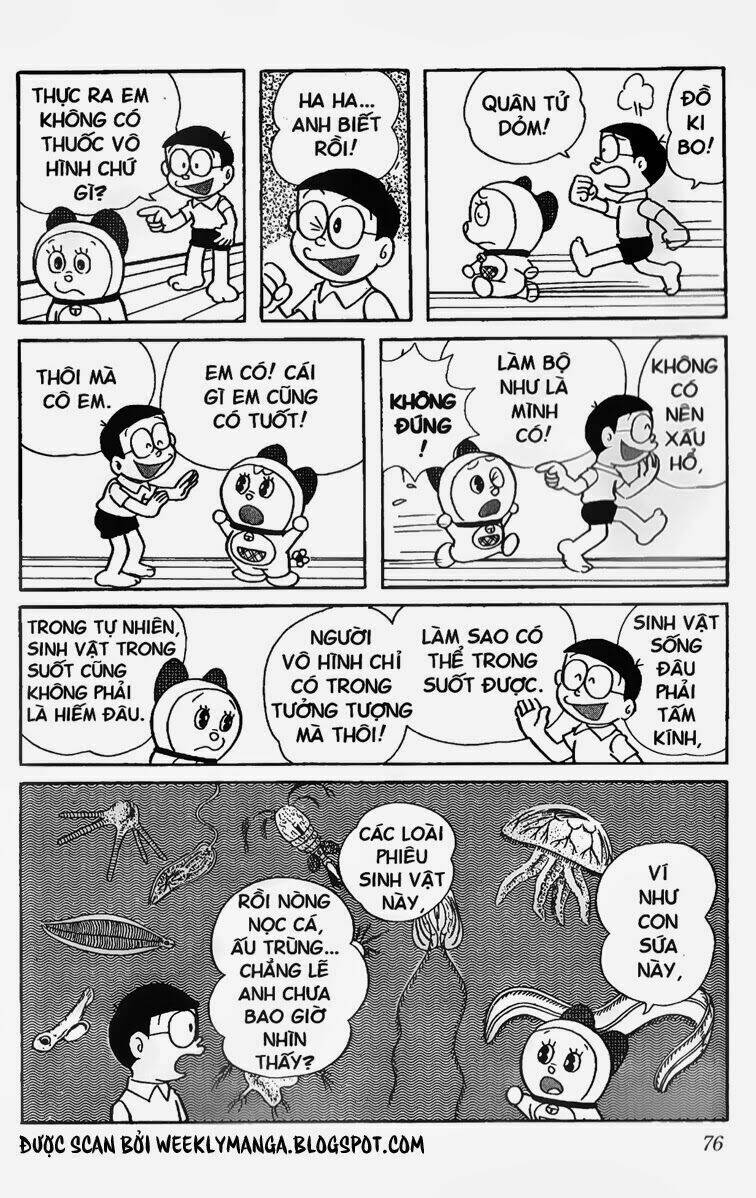 ĐỒ
KI
BO!
QUÂN TỬ
DỎM!
HA HA...
ANH BIẾT
RỒI!
THỰC RA EM
KHÔNG CÓ
THUỐC VÔ
HÌNH CHỨ
GÌ?
KHÔNG
CÓ
NÊN
XẤU
HỔ,
LÀM BỘ
NHƯ LÀ
MÌNH
CÓ!
KHÔNG
ĐÚNG
!
EM CÓ! CÁI
GÌ EM CŨNG
CÓ TUỐT!
THÔI MÀ
CÔ EM.
SINH VẬT
SỐNG
ĐÂU
PHẢI
TẤM
KÍNH,
LÀM SAO CÓ
THỂ TRONG
SUỐT ĐƯỢC.
NGƯỜI
VÔ HÌNH CHỈ
CÓ TRONG
TƯỞNG TƯỢNG
MÀ THÔI!
TRONG TỰ NHIÊN,
SINH VẬT TRONG
SUỐT CŨNG
KHÔNG PHẢI
LÀ HIẾM ĐÂU.
VÍ
NHƯ
CON
SỨA
NÀY,
CÁC LOÀI
PHIÊU
SINH VẬT
NÀY,
RỒI NÒNG
NỌC CÁ,
ẤU TRÙNG...
CHẲNG LẼ
ANH CHƯA
BAO GIỜ
NHÌN
THẤY?
ĐƯỢC SCAN BỞI WEEKLYMANGA.BLOGSPOT.COM
76